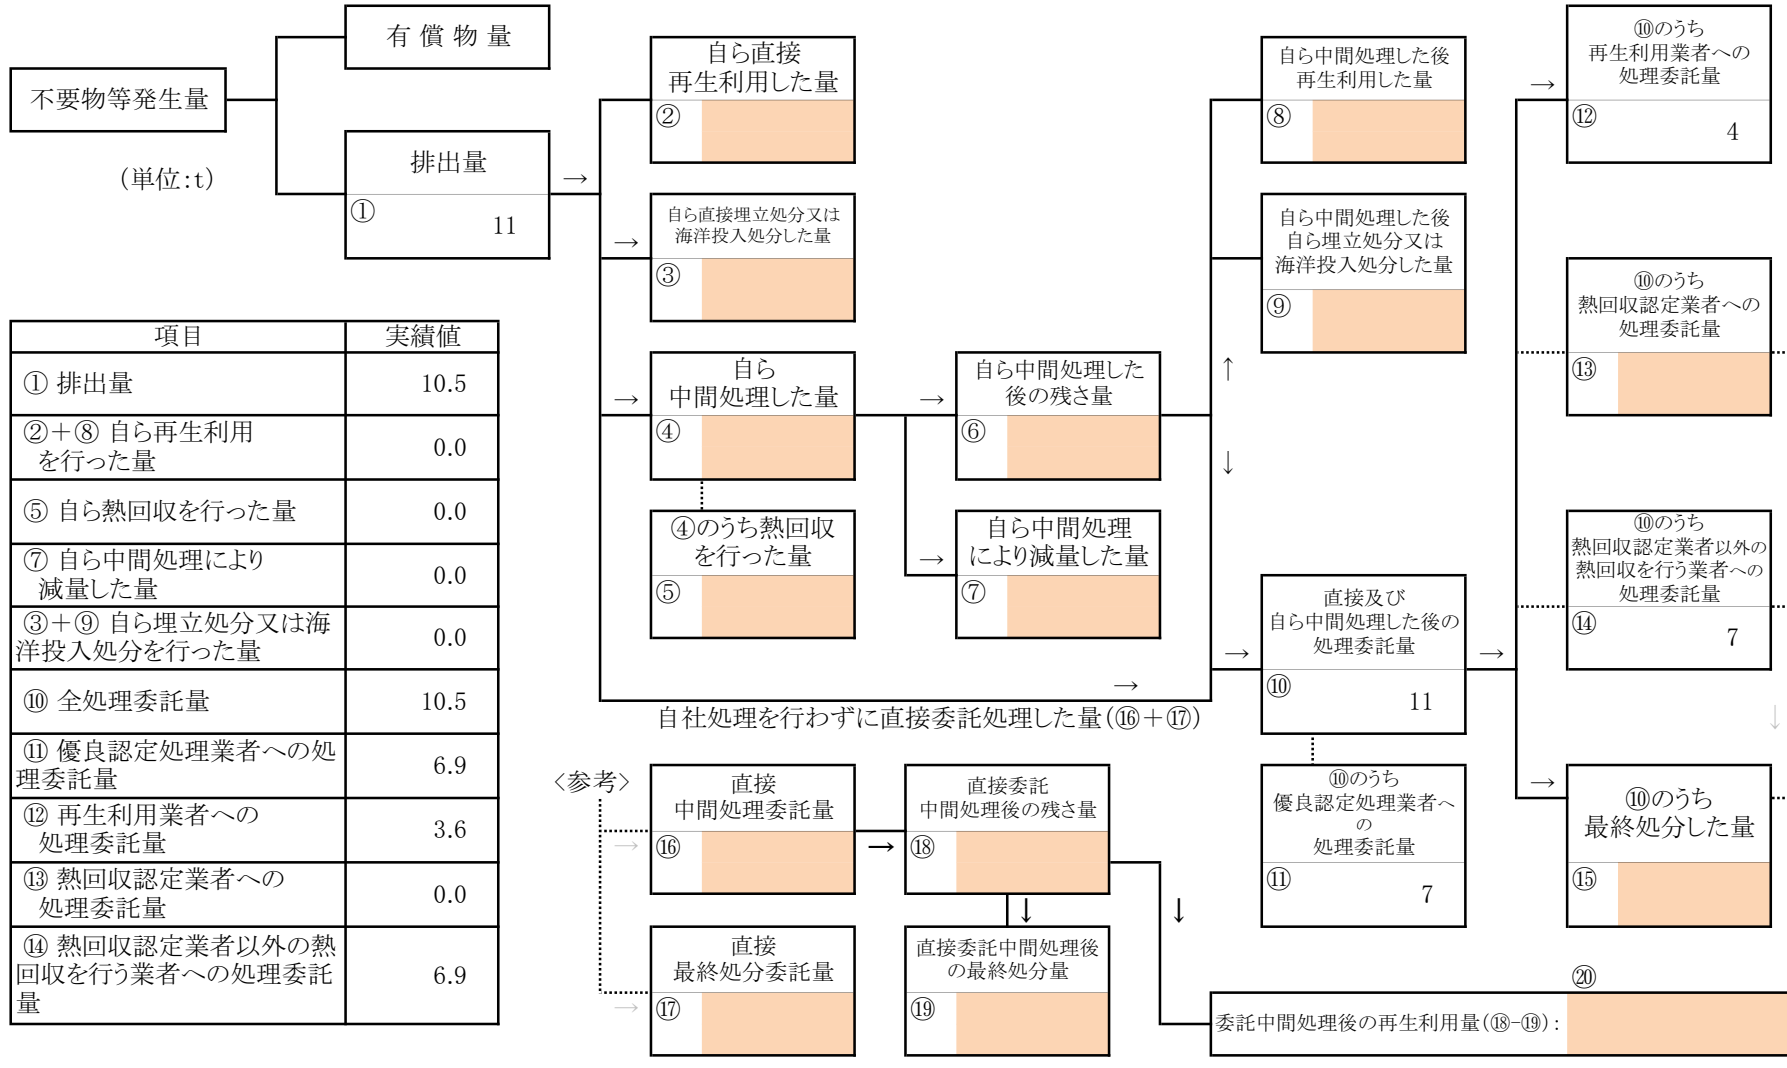 不要物等発生量
有 償 物 量
(単位:t)
排出量
①
11
→
自ら直接
再生利用した量
②
→
自ら直接埋立処分又は
海洋投入処分した量
③
→
自ら
中間処理した量
④
④のうち熱回収
を行った量
⑤
→
自ら中間処理した
後の残さ量
⑥
→
自ら中間処理
により減量した量
⑦
自ら中間処理した後
再生利用した量
⑧
自ら中間処理した後
自ら埋立処分又は
海洋投入処分した量
⑨
↑
↓
→
自社処理を行わずに直接委託処理した量(⑯+⑰)
→
直接及び
自ら中間処理した後の
処理委託量
⑩
11
⑩のうち
優良認定処理業者へ
の
処理委託量
⑪
7
→
→
⑩のうち
再生利用業者への
処理委託量
⑫
4
⑩のうち
熱回収認定業者への
処理委託量
⑬
⑩のうち
熱回収認定業者以外の
熱回収を行う業者への
処理委託量
⑭
7
↓
→
⑩のうち
最終処分した量
⑮
項目 実績値
① 排出量 10.5
②+⑧ 自ら再生利用
を行った量 0.0
⑤ 自ら熱回収を行った量 0.0
⑦ 自ら中間処理により
減量した量 0.0
③+⑨ 自ら埋立処分又は海
洋投入処分を行った量 0.0
⑩ 全処理委託量 10.5
⑪ 優良認定処理業者への処
理委託量 6.9
⑫ 再生利用業者への
処理委託量 3.6
⑬ 熱回収認定業者への
処理委託量 0.0
⑭ 熱回収認定業者以外の熱
回収を行う業者への処理委託
量 6.9
〈参考〉
→
直接
中間処理委託量
⑯
→
直接委託
中間処理後の残さ量
⑱
→
直接
最終処分委託量
⑰
↓
直接委託中間処理後
の最終処分量
⑲
↓
⑳
委託中間処理後の再生利用量(⑱-⑲):